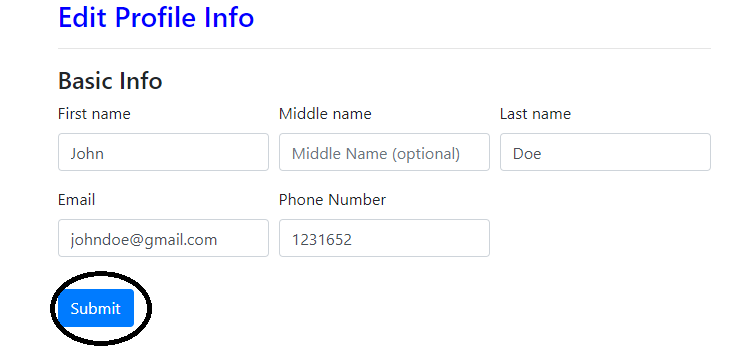 Edit Profile Info
Basic Info
First name Middle name Last name
John Middle Name (optional) Doe
Email Phone Number
johndoe@gmail.com 1231652
Submit